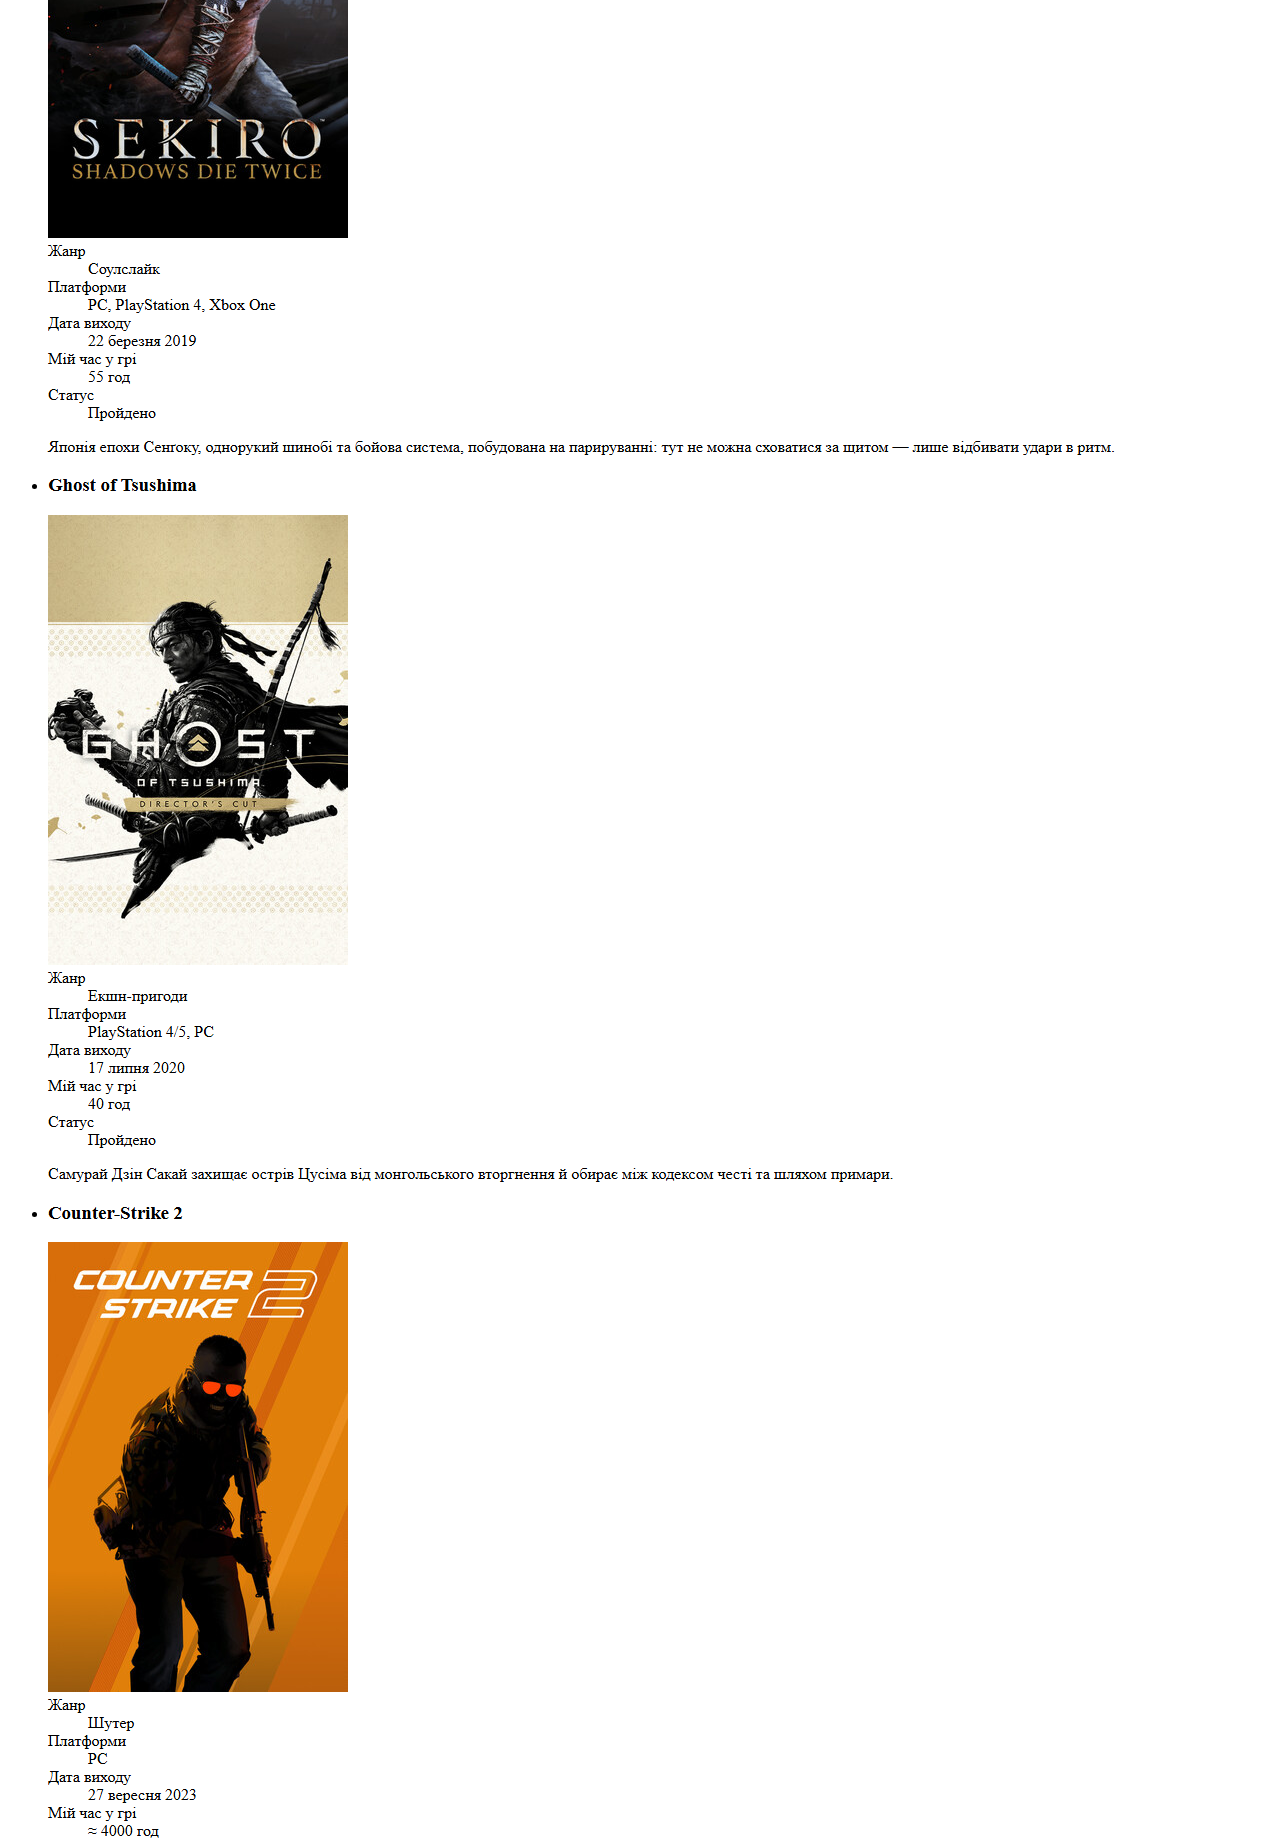 SEKIRO
SHADOWS DIE TWICE
Жанр
Соулслайк
Платформи
PC, PlayStation 4, Xbox One
Дата виходу
22 березня 2019
Мій час у грі
55 год
Статус
Пройдено
Японія епохи Сенґоку, однорукий шинобі та бойова система, побудована на парируванні: тут не можна сховатися за щитом — лише відбивати удари в ритм.
• Ghost of Tsushima
GHOST
OF TSUSHIMA
DIRECTOR'S CUT
Жанр
Екшн-пригоди
Платформи
PlayStation 4/5, PC
Дата виходу
17 липня 2020
Мій час у грі
40 год
Статус
Пройдено
Самурай Дзін Сакай захищає острів Цусіма від монгольського вторгнення й обирає між кодексом честі та шляхом примари.
• Counter-Strike 2
COUNTER
STRIKE 2
Жанр
Шутер
Платформи
PC
Дата виходу
27 вересня 2023
Мій час у грі
≈ 4000 год